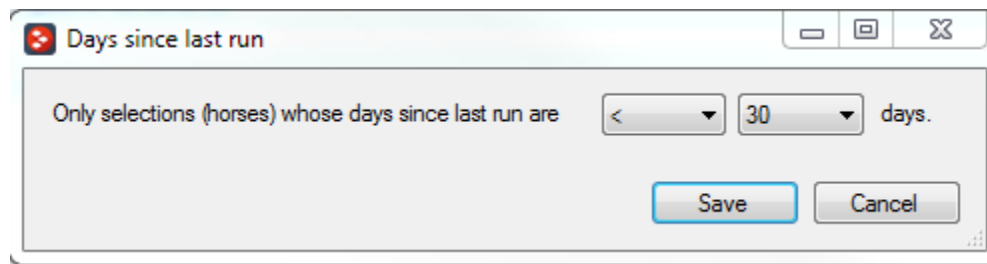 Days since last run
Only selections (horses) whose days since last run are < 30 days.
Save Cancel